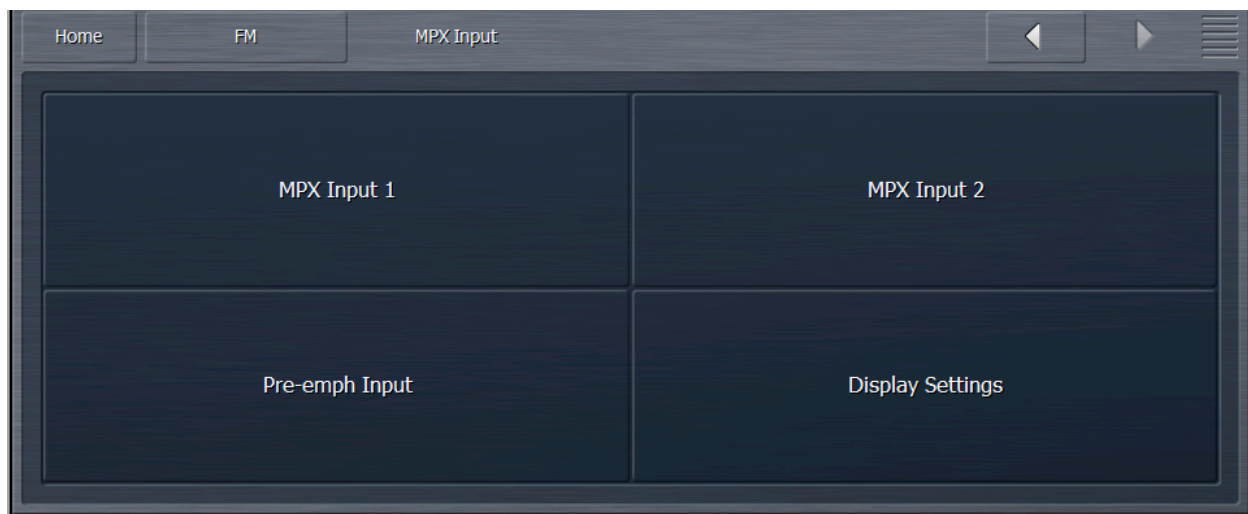 Home FM MPX Input
MPX Input 1 MPX Input 2
Pre-emph Input Display Settings